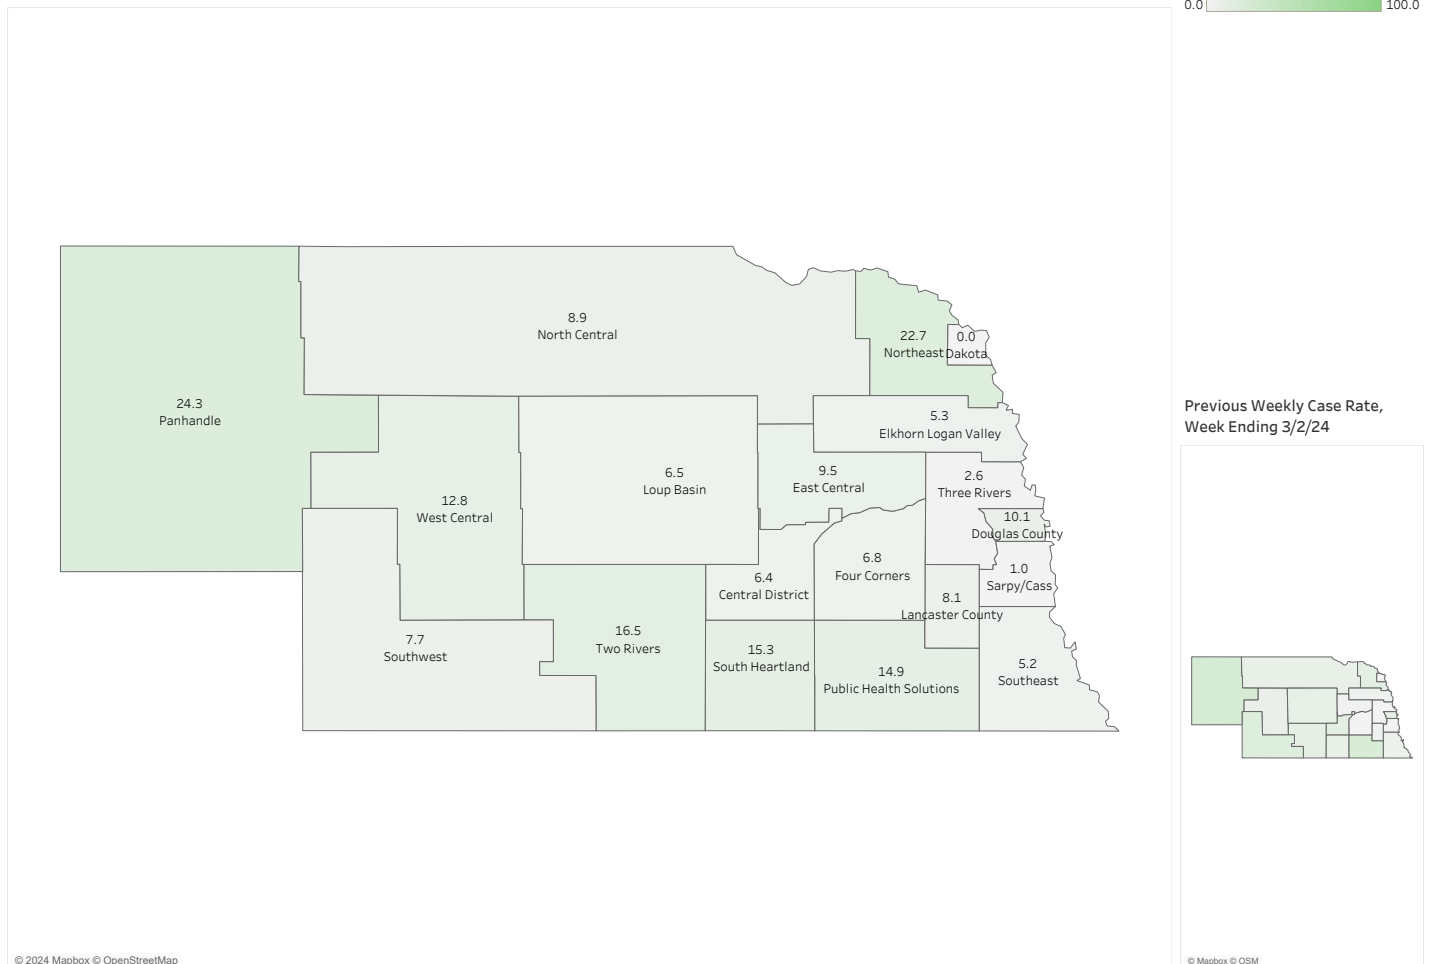 0.0
100.0
8.9
North Central
22.7
Northeast
0.0
Dakota
24.3
Panhandle
5.3
Elkhorn Logan Valley
6.5
Loup Basin
9.5
East Central
2.6
Three Rivers
12.8
West Central
10.1
Douglas County
6.8
Four Corners
1.0
Sarpy/Cass
6.4
Central District
8.1
Lancaster County
7.7
Southwest
16.5
Two Rivers
15.3
South Heartland
14.9
Public Health Solutions
5.2
Southeast
Previous Weekly Case Rate,
Week Ending 3/2/24
© 2024 Mapbox © OpenStreetMap
© Mapbox © OSM